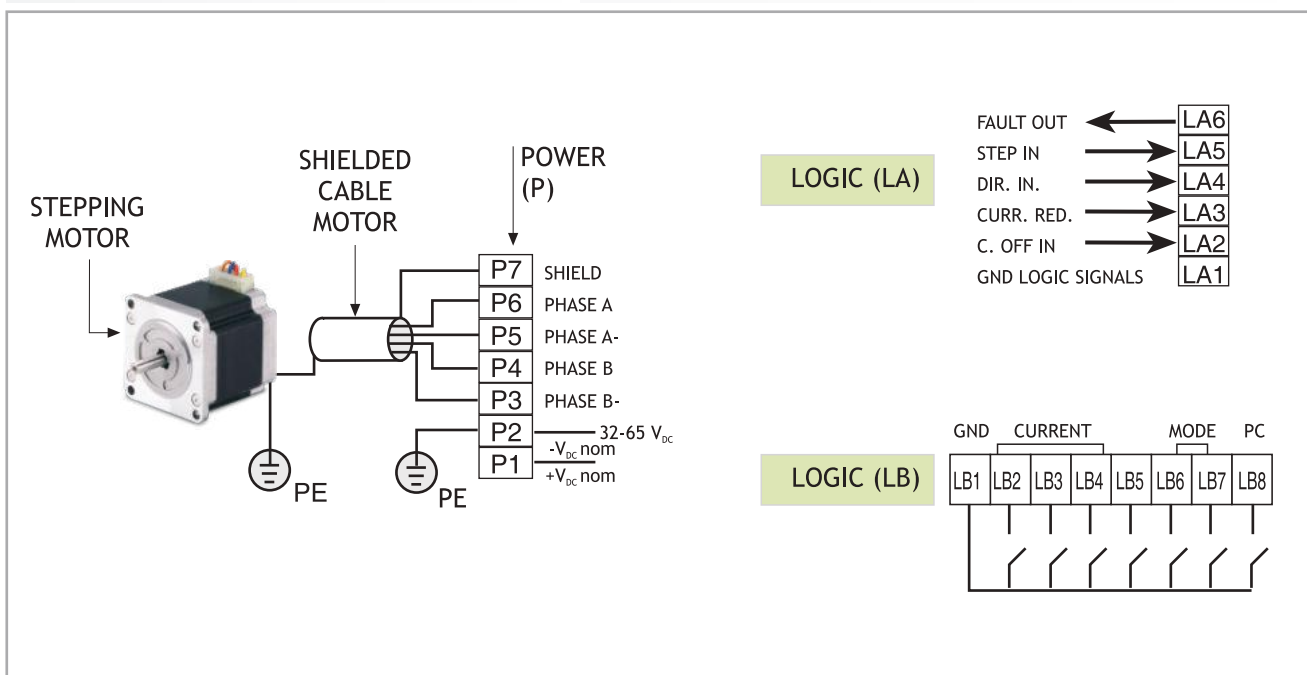 STEPPING
MOTOR
SHIELDED
CABLE
MOTOR
POWER
(P)
P7 SHIELD
P6 PHASE A
P5 PHASE A-
P4 PHASE B
P3 PHASE B-
P2 32-65 VDC
-VDC nom
P1
+VDC nom
PE
PE
LOGIC (LA)
FAULT OUT LA6
STEP IN LA5
DIR. IN. LA4
CURR. RED. LA3
C. OFF IN LA2
GND LOGIC SIGNALS LA1
LOGIC (LB)
GND CURRENT MODE PC
LB1 LB2 LB3 LB4 LB5 LB6 LB7 LB8